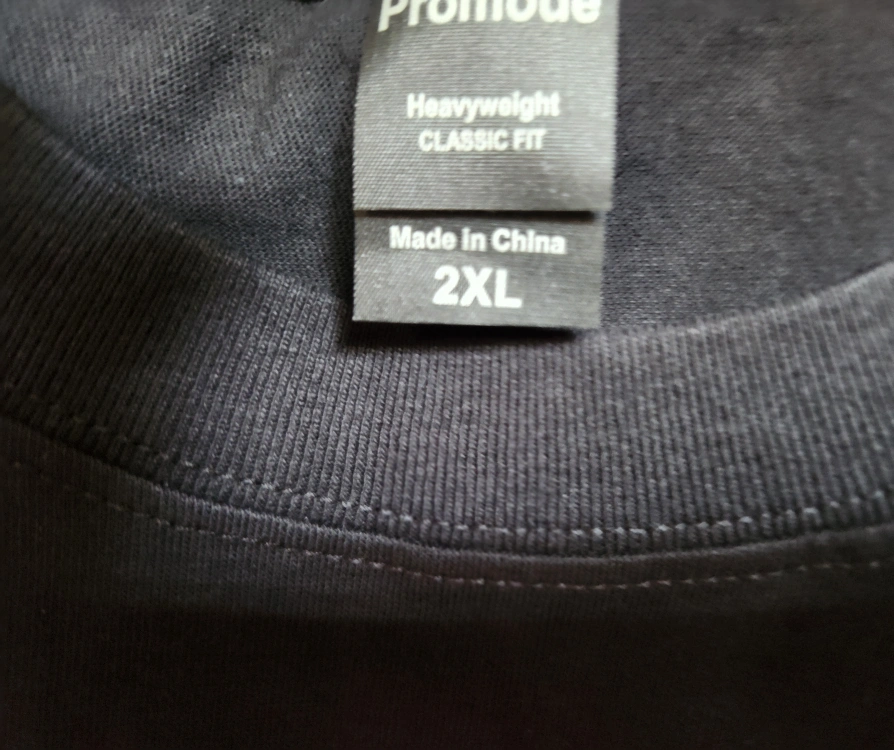 Promode
Heavyweight
CLASSIC FIT
Made in China
2XL